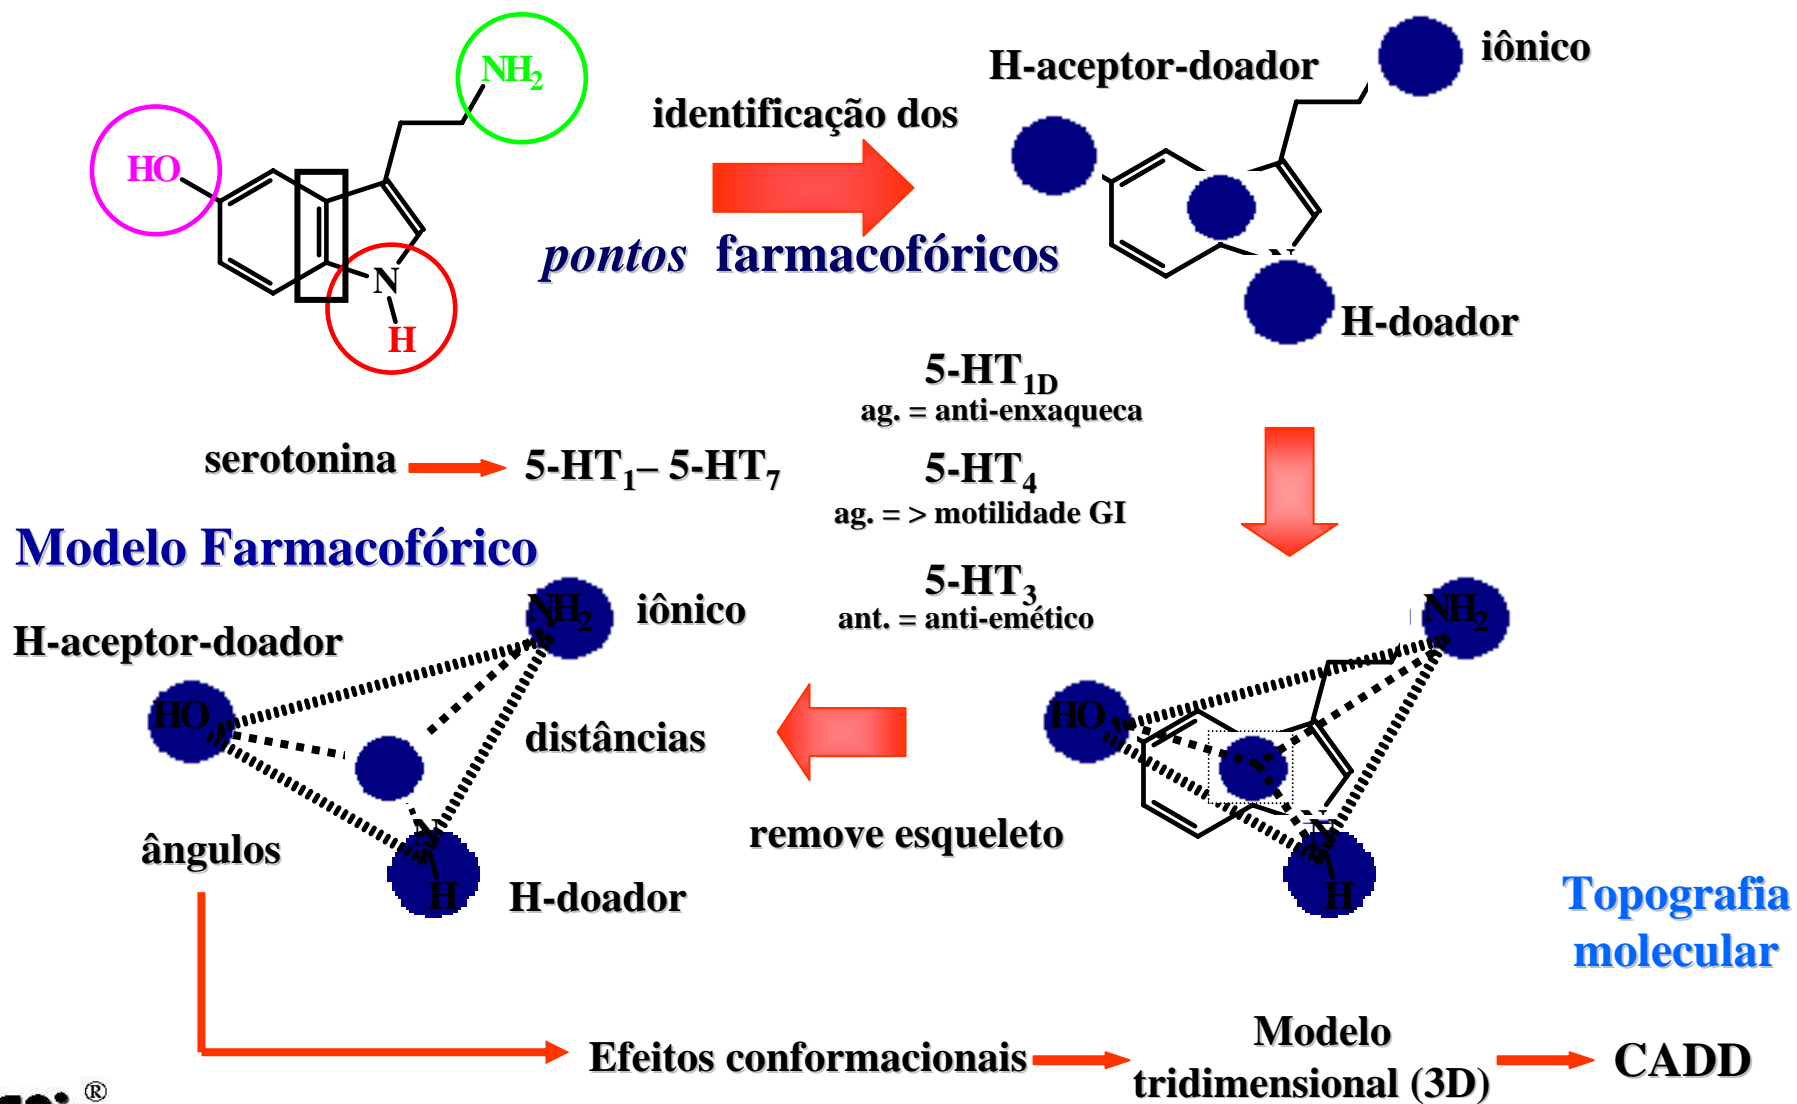 NH2
HO
N
H
identificação dos
pontos farmacofóricos
H-aceptor-doador
iônico
N
H-doador
5-HT1D
ag. = anti-enxaqueca
serotonina
5-HT1– 5-HT7
5-HT4
ag. = > motilidade GI
5-HT3
ant. = anti-emético
Modelo Farmacofórico
NH2
iônico
H-aceptor-doador
HO
distâncias
ângulos
N
H
H-doador
remove esqueleto
NH2
HO
N
H
Topografia
molecular
Efeitos conformacionais
Modelo
tridimensional (3D)
CADD
®